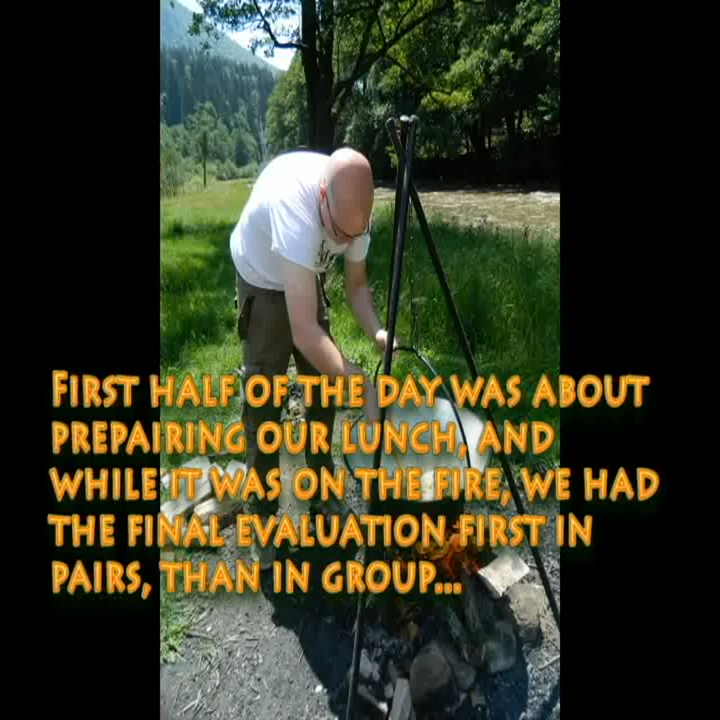 First half of the day was about
prepairing our lunch, and
while it was on the fire, we had
the final evaluation first in
pairs, than in group...